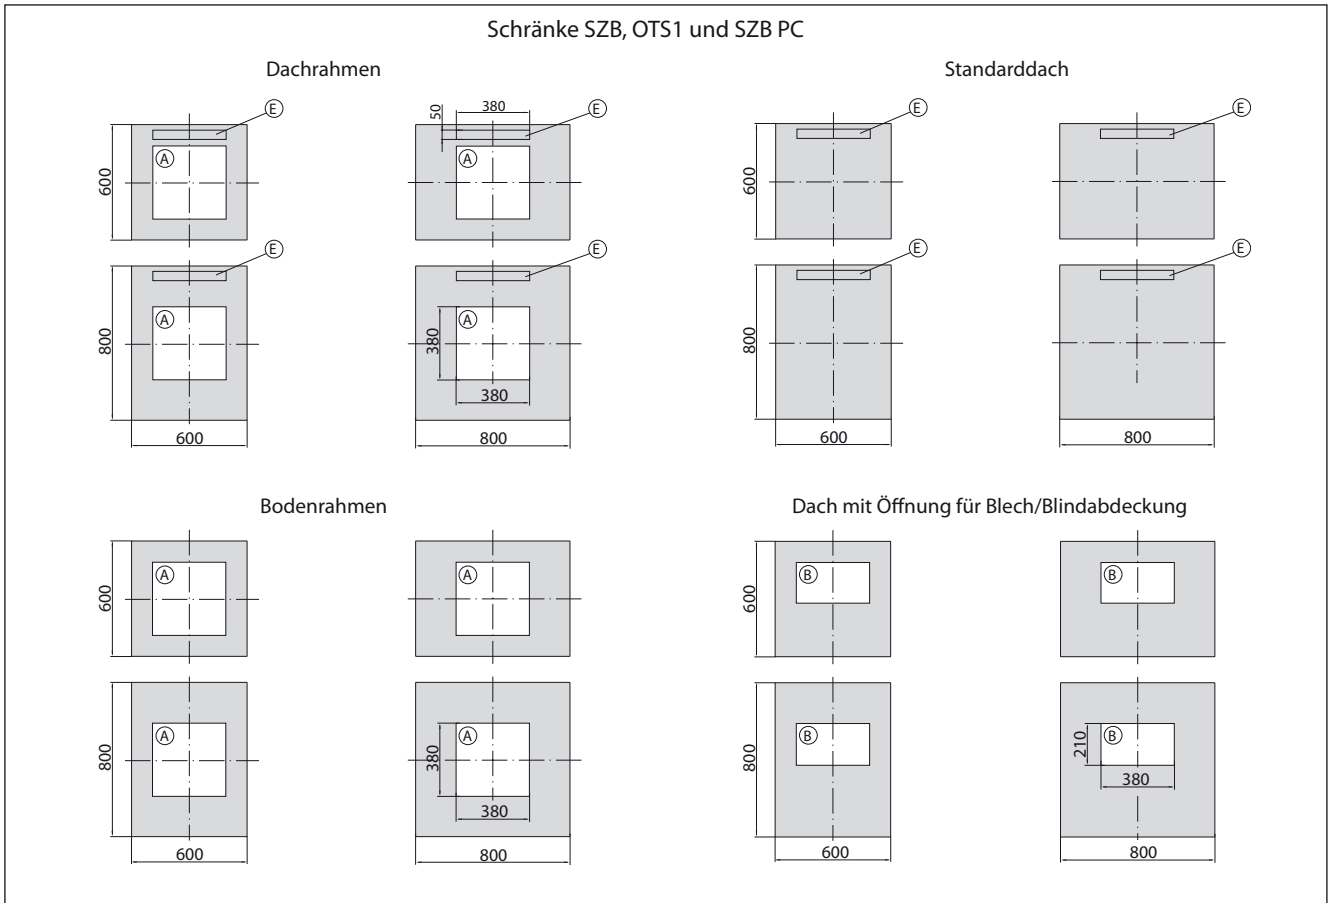 Schränke SZB, OTS1 und SZB PC
Dachrahmen
Standarddach
E
50
380
E
E
E
600
A
A
600
E
E
E
E
800
A
380
A
800
380
600
800
600
800
Bodenrahmen
Dach mit Öffnung für Blech/Blindabdeckung
600
A
A
600
B
B
800
A
380
A
800
B
210
B
380
380
600
800
600
800